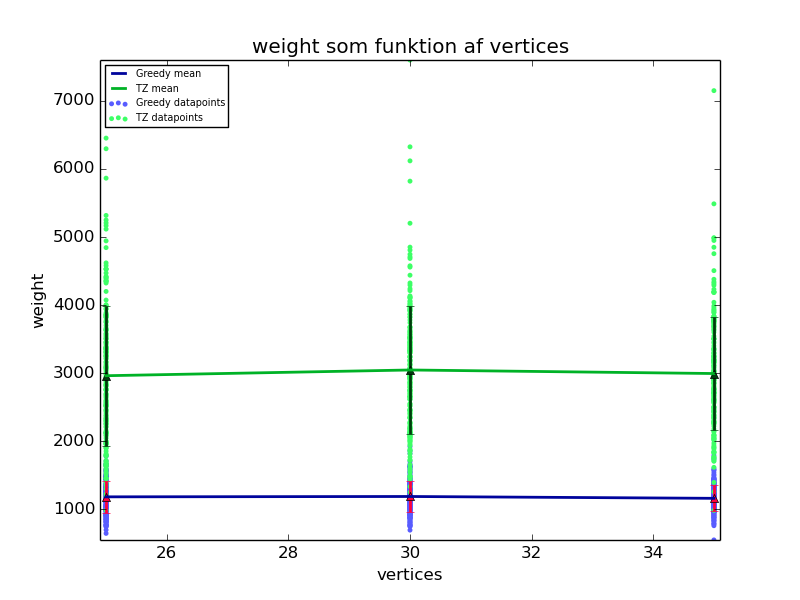 weight som funktion af vertices
Greedy mean
TZ mean
Greedy datapoints
TZ datapoints
7000
6000
5000
4000
3000
2000
1000
weight
26 28 30 32 34
vertices